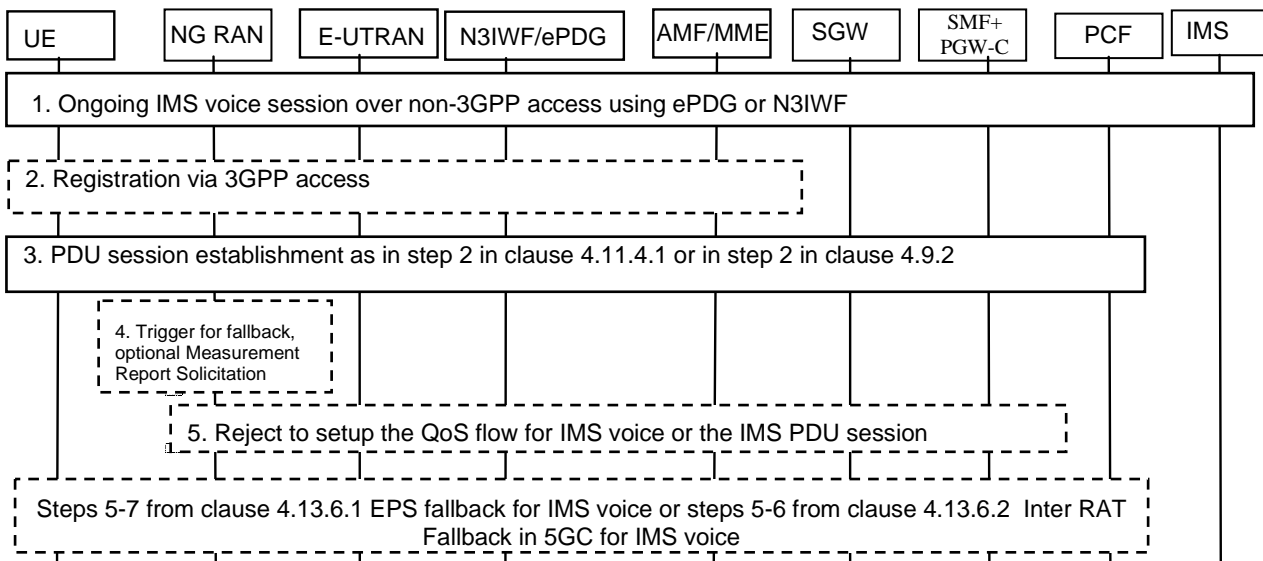 UE
NG RAN
E-UTRAN
N3IWF/ePDG
AMF/MME
SGW
SMF+
PGW-C
PCF
IMS
1. Ongoing IMS voice session over non-3GPP access using ePDG or N3IWF
2. Registration via 3GPP access
3. PDU session establishment as in step 2 in clause 4.11.4.1 or in step 2 in clause 4.9.2
4. Trigger for fallback,
optional Measurement
Report Solicitation
5. Reject to setup the QoS flow for IMS voice or the IMS PDU session
Steps 5-7 from clause 4.13.6.1 EPS fallback for IMS voice or steps 5-6 from clause 4.13.6.2 Inter RAT
Fallback in 5GC for IMS voice